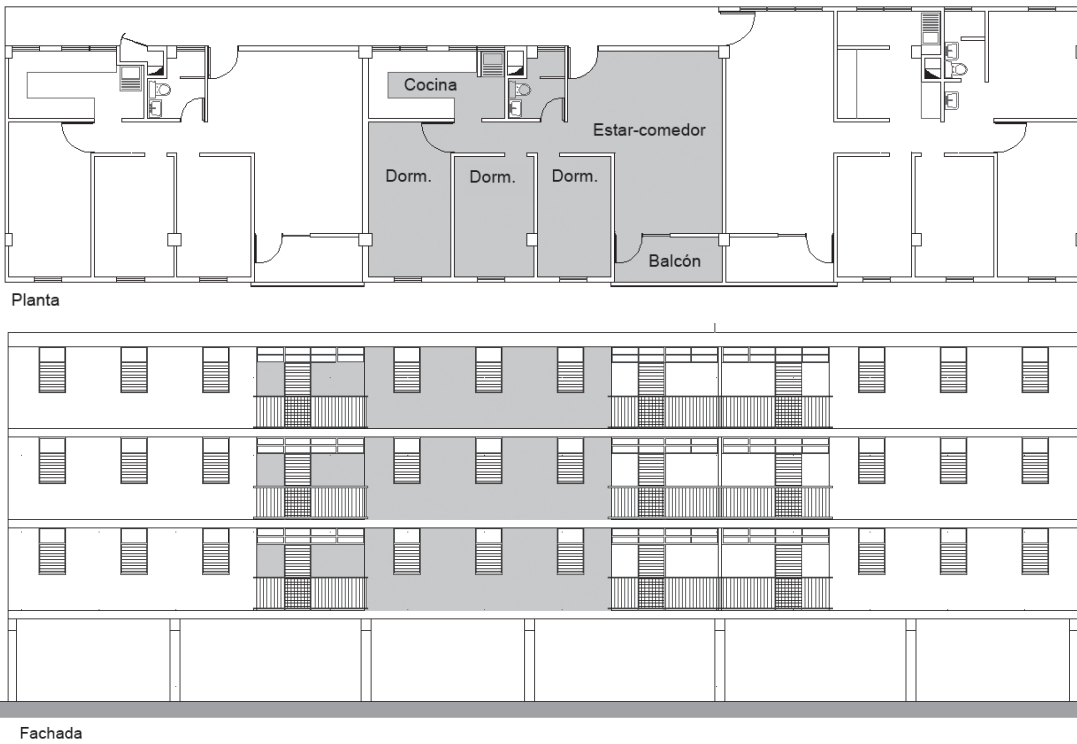 Cocina
Estar-comedor
Dorm.
Dorm.
Dorm.
Balcón
Planta
Fachada